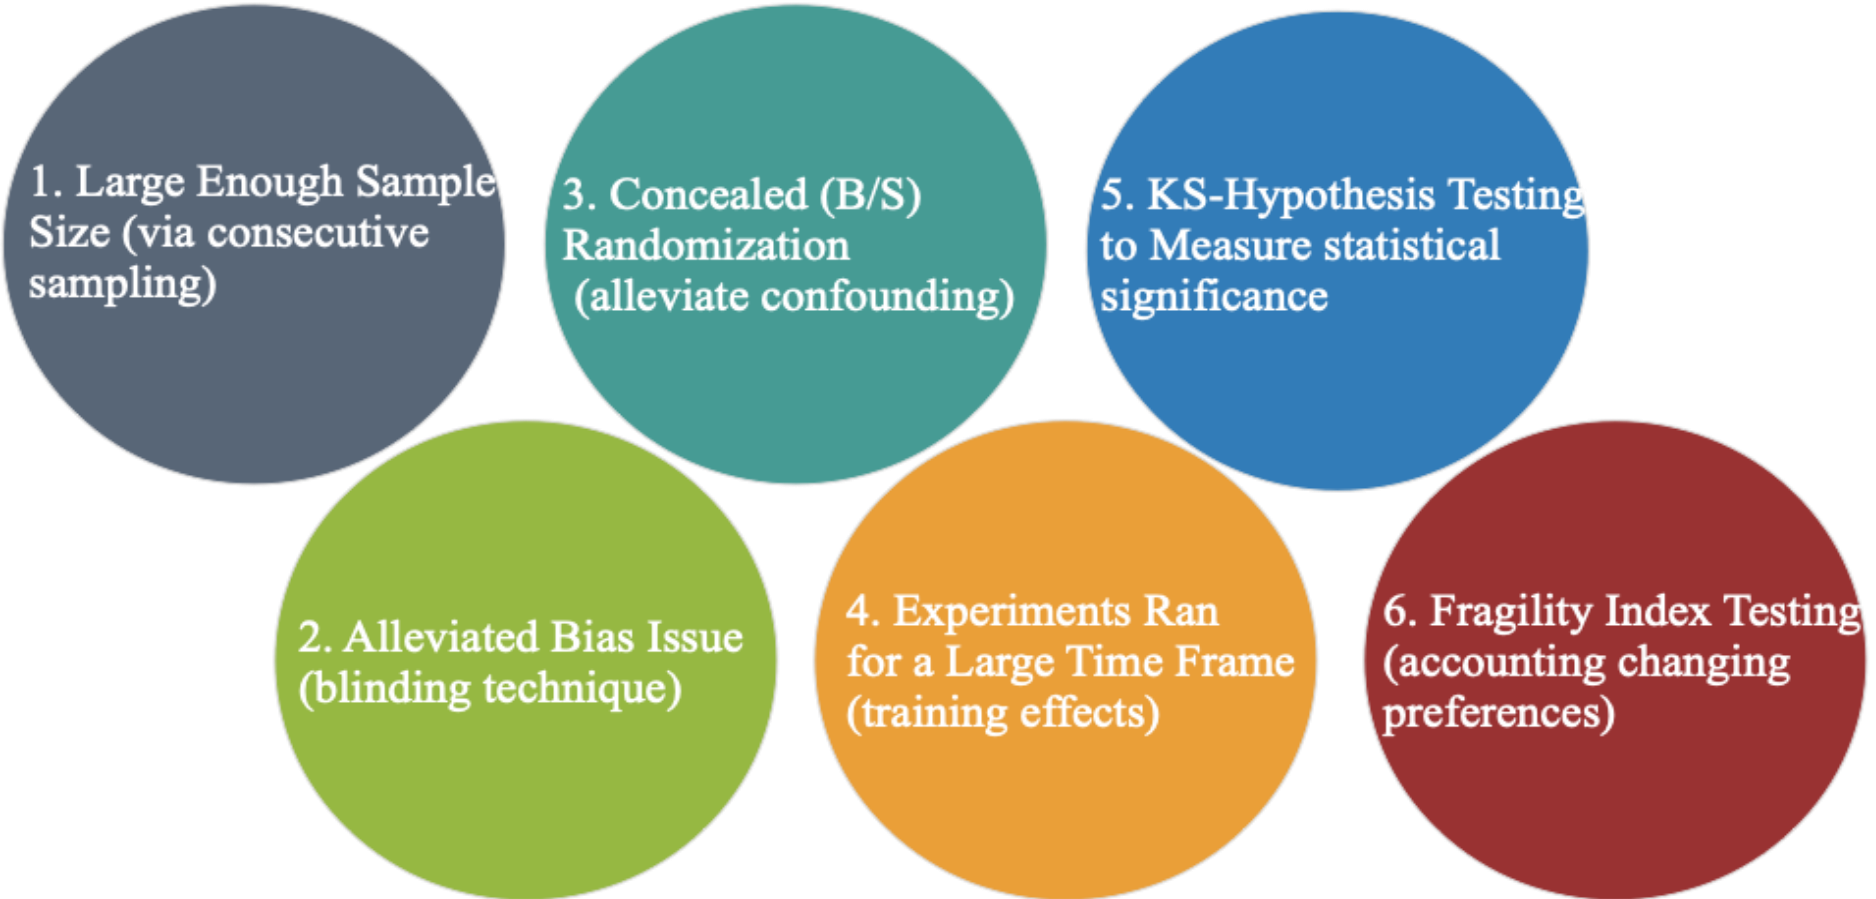 1. Large Enough Sample
Size (via consecutive
sampling)
2. Alleviated Bias Issue
(blinding technique)
3. Concealed (B/S)
Randomization
(alleviate confounding)
4. Experiments Ran
for a Large Time Frame
(training effects)
5. KS-Hypothesis Testing
to Measure statistical
significance
6. Fragility Index Testing
(accounting changing
preferences)